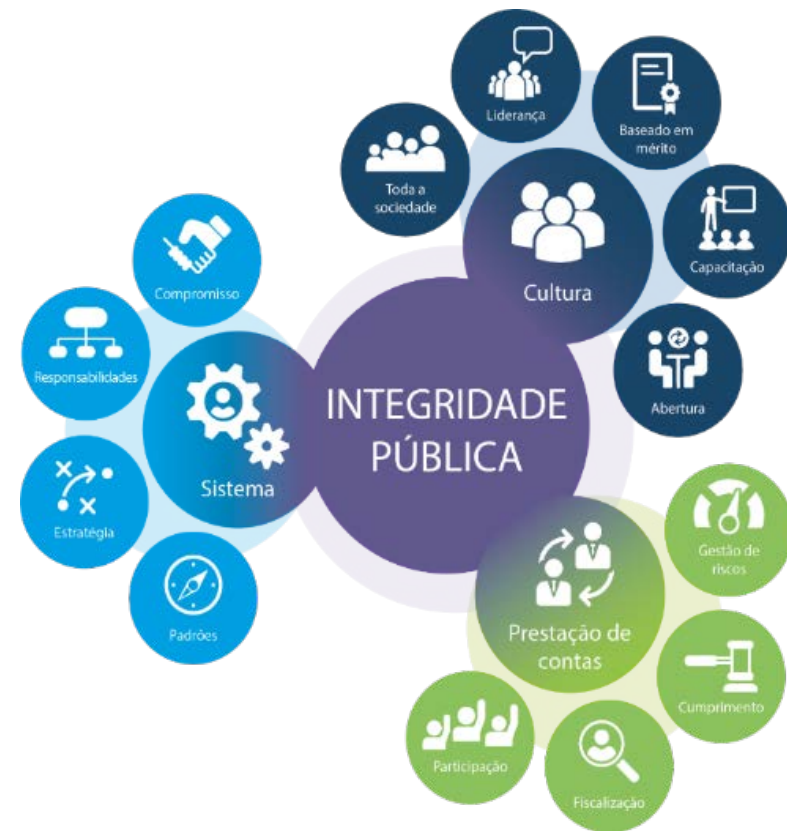 Liderança
Baseado em
mérito
Toda a
sociedade
Capacitação
Cultura
Abertura
Compromisso
Responsabilidades
Sistema
Estratégia
Padrões
INTEGRIDADE
PÚBLICA
Gestão de
riscos
Prestação de
contas
Cumprimento
Participação
Fiscalização